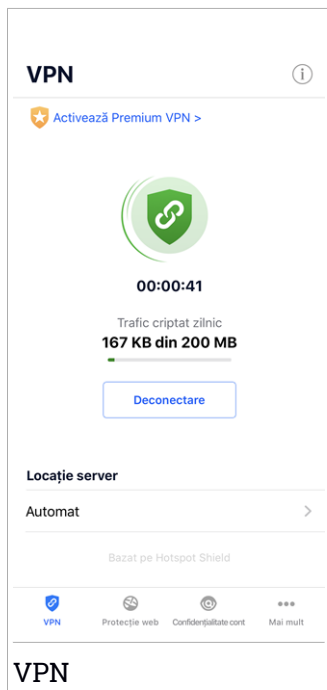 VPN
Activează Premium VPN >
00:00:41
Trafic criptat zilnic
167 KB din 200 MB
Deconectare
Locație server
Automat
Bazat pe Hotspot Shield
VPN Protecție web Confidențialitate cont Mai mult
VPN